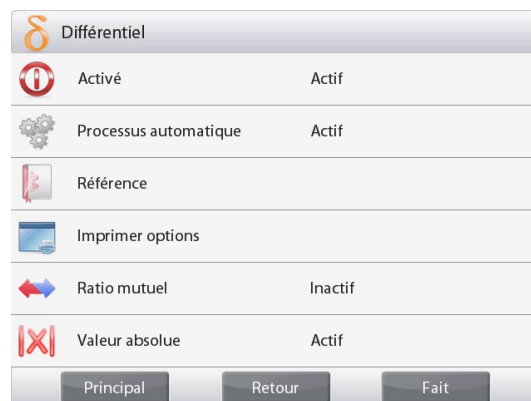 δ Différentiel
Activé Actif
Processus automatique Actif
Référence
Imprimer options
Ratio mutuel Inactif
|X| Valeur absolue Actif
Principal Retour Fait